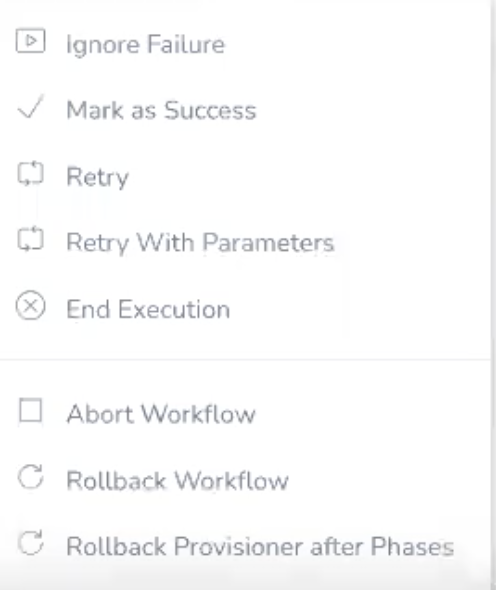 Ignore Failure
Mark as Success
Retry
Retry With Parameters
End Execution
Abort Workflow
Rollback Workflow
Rollback Provisioner after Phases